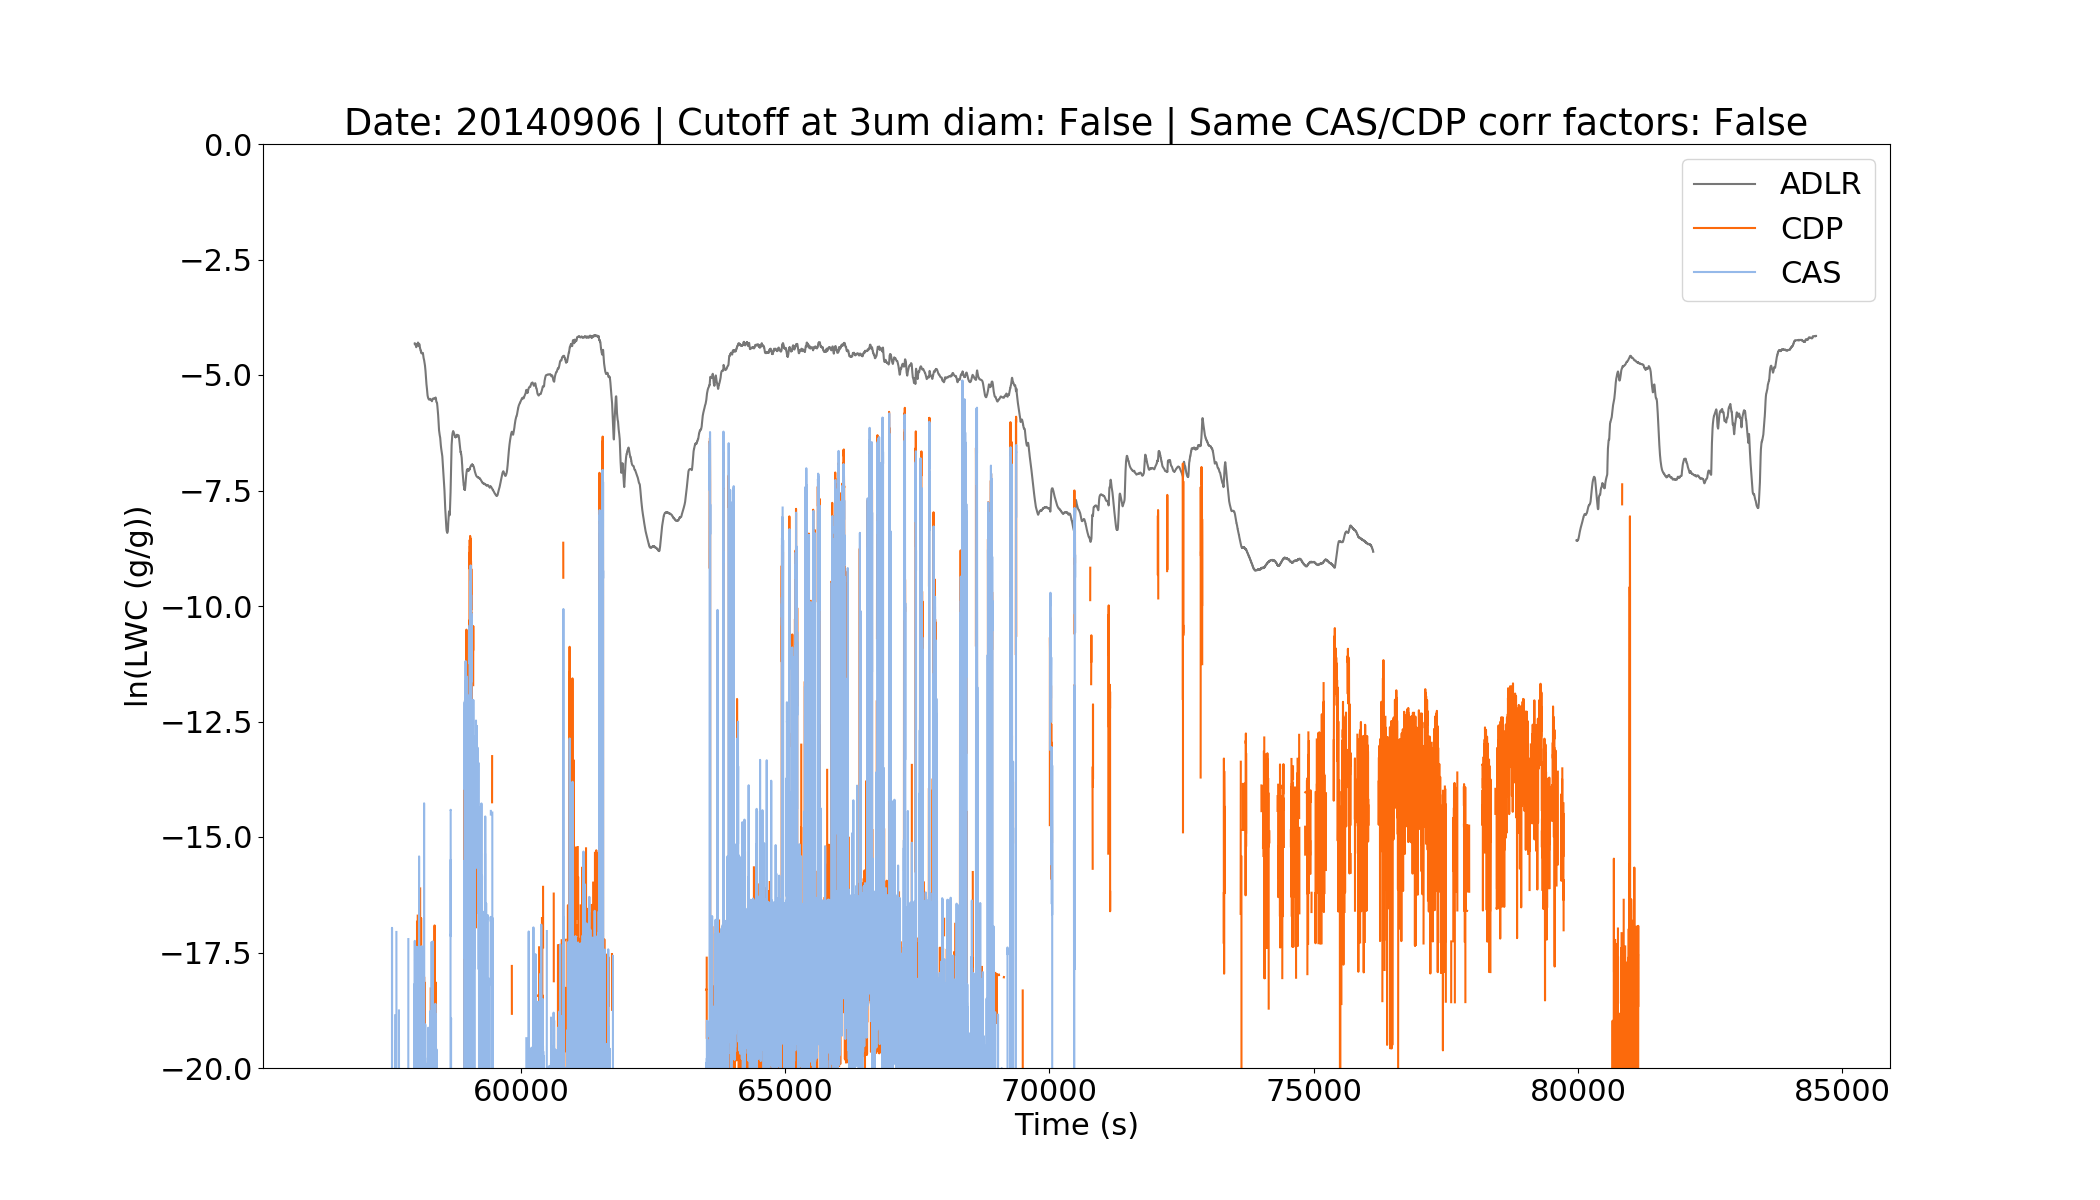 Date: 20140906 | Cutoff at 3um diam: False | Same CAS/CDP corr factors: False
0.0
−2.5
−5.0
−7.5
−10.0
−12.5
−15.0
−17.5
−20.0
ln(LWC (g/g))
ADLR
CDP
CAS
60000 65000 70000 75000 80000 85000
Time (s)